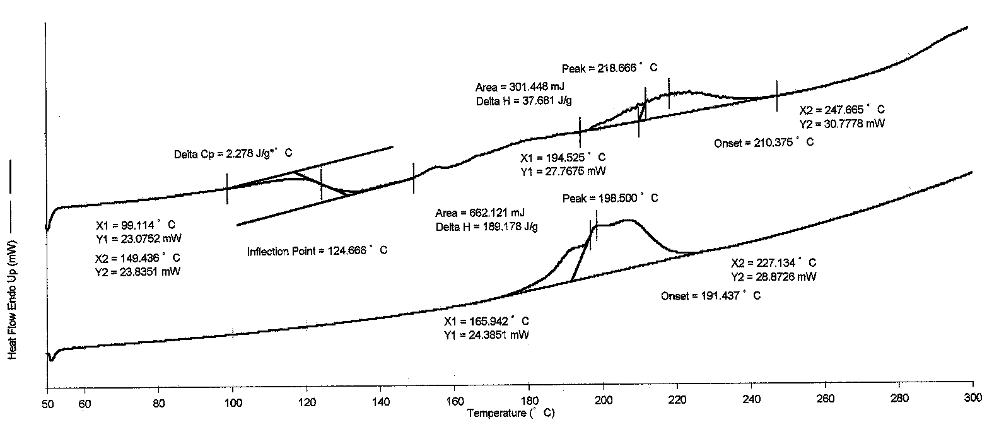 Peak = 218.666 ° C
Area = 301.448 mJ
Delta H = 37.681 J/g
X2 = 247.665 ° C
Y2 = 30.7778 mW
Onset = 210.375 ° C
Delta Cp = 2.278 J/g*° C
X1 = 194.525 ° C
Y1 = 27.7675 mW
Peak = 198.500 ° C
Area = 662.121 mJ
Delta H = 189.178 J/g
X1 = 99.114 ° C
Y1 = 23.0752 mW
X2 = 149.436 ° C
Y2 = 23.8351 mW
Inflection Point = 124.666 ° C
X2 = 227.134 ° C
Y2 = 28.8726 mW
Onset = 191.437 ° C
X1 = 165.942 ° C
Y1 = 24.3851 mW
Heat Flow Endo Up (mW)
50 60 80 100 120 140 160 180 200 220 240 260 280 300
Temperature (° C)